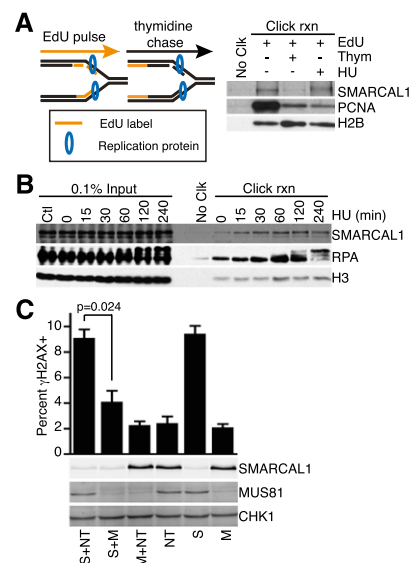 A
EdU pulse
thymidine chase
EdU label
Replication protein
Click rxn
No Clk
+ + + EdU
- + - Thym
- - + HU
SMARCAL1
PCNA
H2B
B
0.1% Input
Click rxn
Ctl 0 15 30 60 120 240 No Clk 0 15 30 60 120 240 HU (min)
SMARCAL1
RPA
H3
C
p=0.024
Percent γH2AX+
10
8
6
4
2
0
SMARCAL1
MUS81
CHK1
S+NT S+M M+NT NT S M